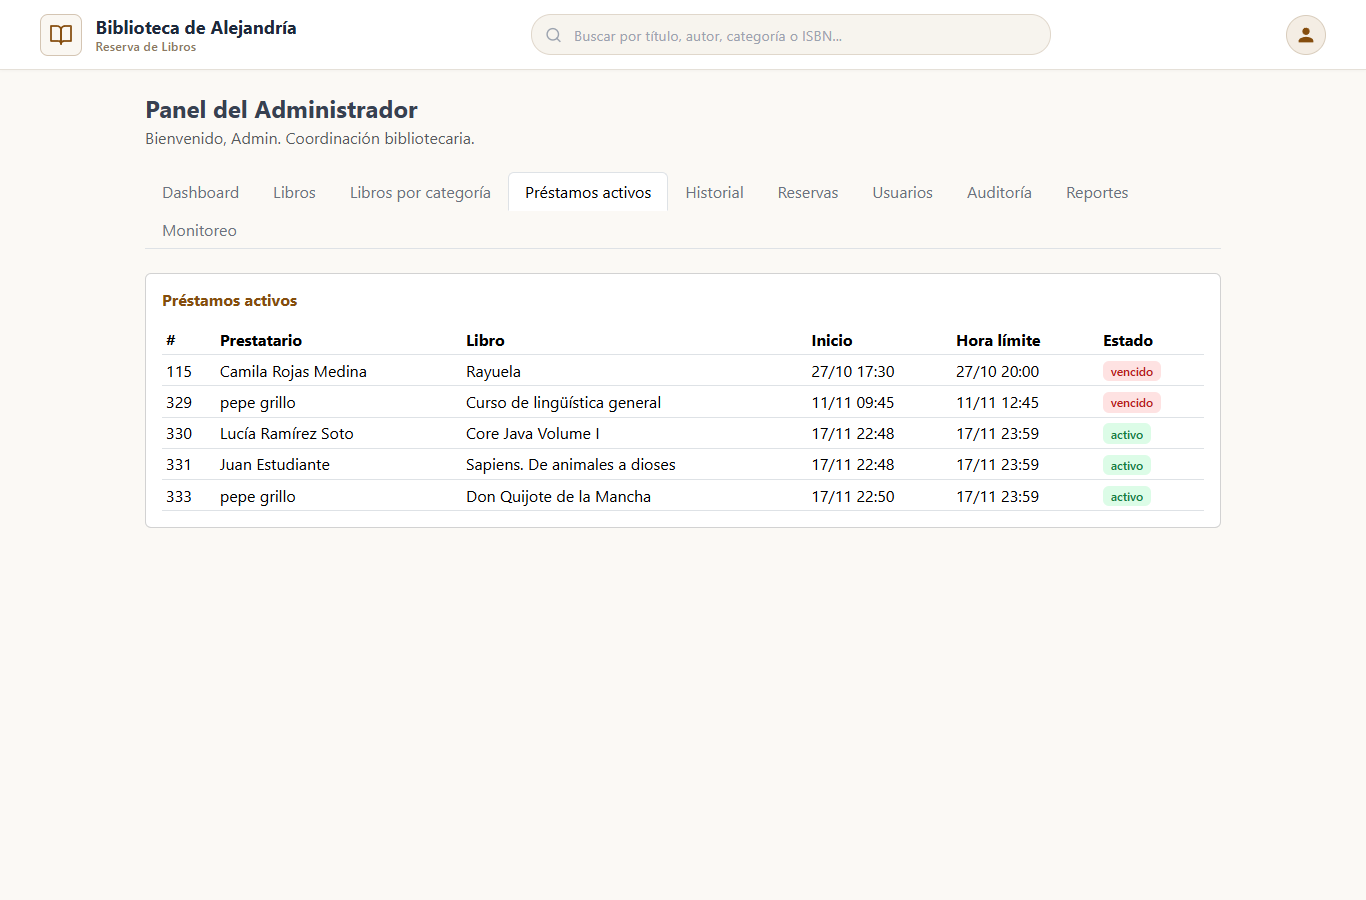 Biblioteca de Alejandría
Reserva de Libros
Buscar por título, autor, categoría o ISBN...
Panel del Administrador
Bienvenido, Admin. Coordinación bibliotecaria.
Dashboard Libros Libros por categoría Préstamos activos Historial Reservas Usuarios Auditoría Reportes
Monitoreo
Préstamos activos
# Prestatario Libro Inicio Hora límite Estado
115 Camila Rojas Medina Rayuela 27/10 17:30 27/10 20:00 vencido
329 pepe grillo Curso de lingüística general 11/11 09:45 11/11 12:45 vencido
330 Lucía Ramírez Soto Core Java Volume I 17/11 22:48 17/11 23:59 activo
331 Juan Estudiante Sapiens. De animales a dioses 17/11 22:48 17/11 23:59 activo
333 pepe grillo Don Quijote de la Mancha 17/11 22:50 17/11 23:59 activo